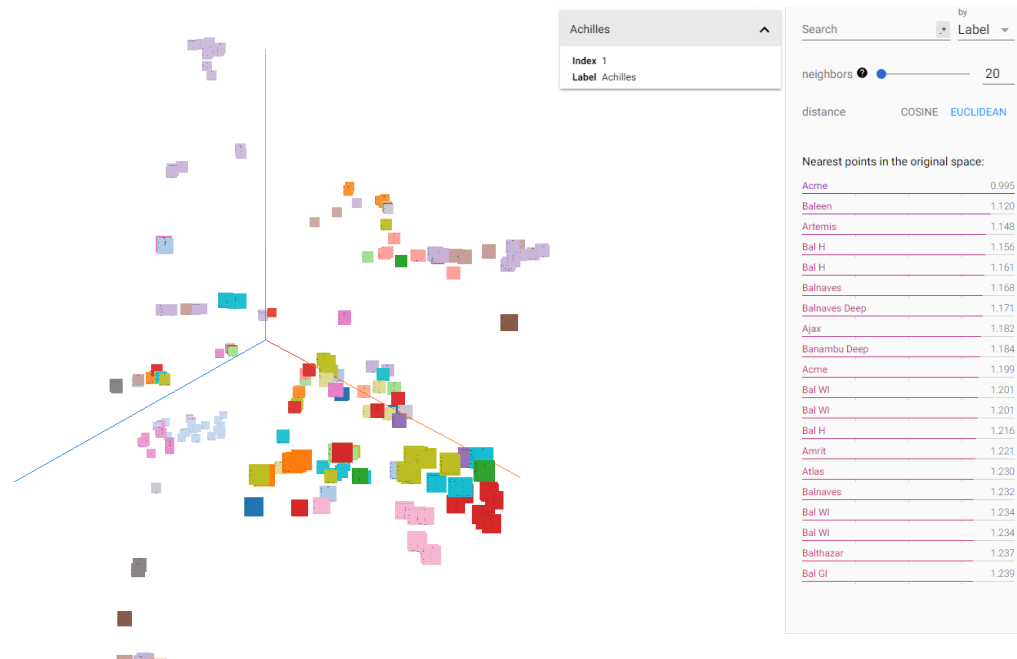 Achilles
Index 1
Label Achilles
by
Search .* Label
neighbors ? 20
distance COSINE EUCLIDEAN
Nearest points in the original space:
Acme 0.995
Baleen 1.120
Artemis 1.148
Bal H 1.156
Bal H 1.161
Balnaves 1.168
Balnaves Deep 1.171
Ajax 1.182
Banambu Deep 1.184
Acme 1.199
Bal WI 1.201
Bal WI 1.201
Bal H 1.216
Amrit 1.221
Atlas 1.230
Balnaves 1.232
Bal WI 1.234
Bal WI 1.234
Balthazar 1.237
Bal GI 1.239